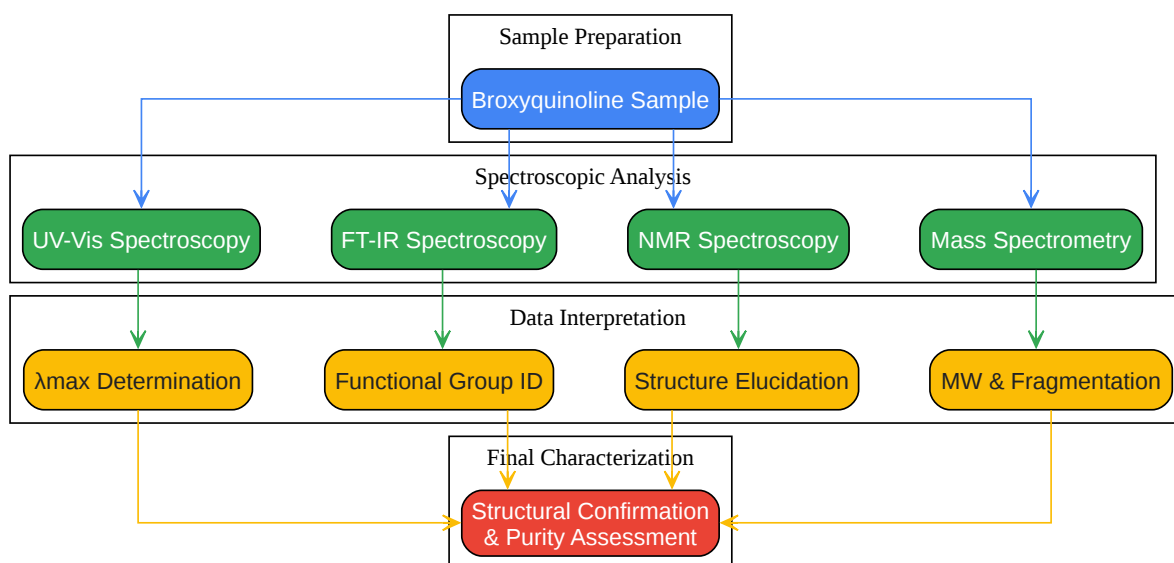 Sample Preparation
Broxyquinoline Sample
Spectroscopic Analysis
UV-Vis Spectroscopy
FT-IR Spectroscopy
NMR Spectroscopy
Mass Spectrometry
Data Interpretation
λmax Determination
Functional Group ID
Structure Elucidation
MW & Fragmentation
Final Characterization
Structural Confirmation
& Purity Assessment